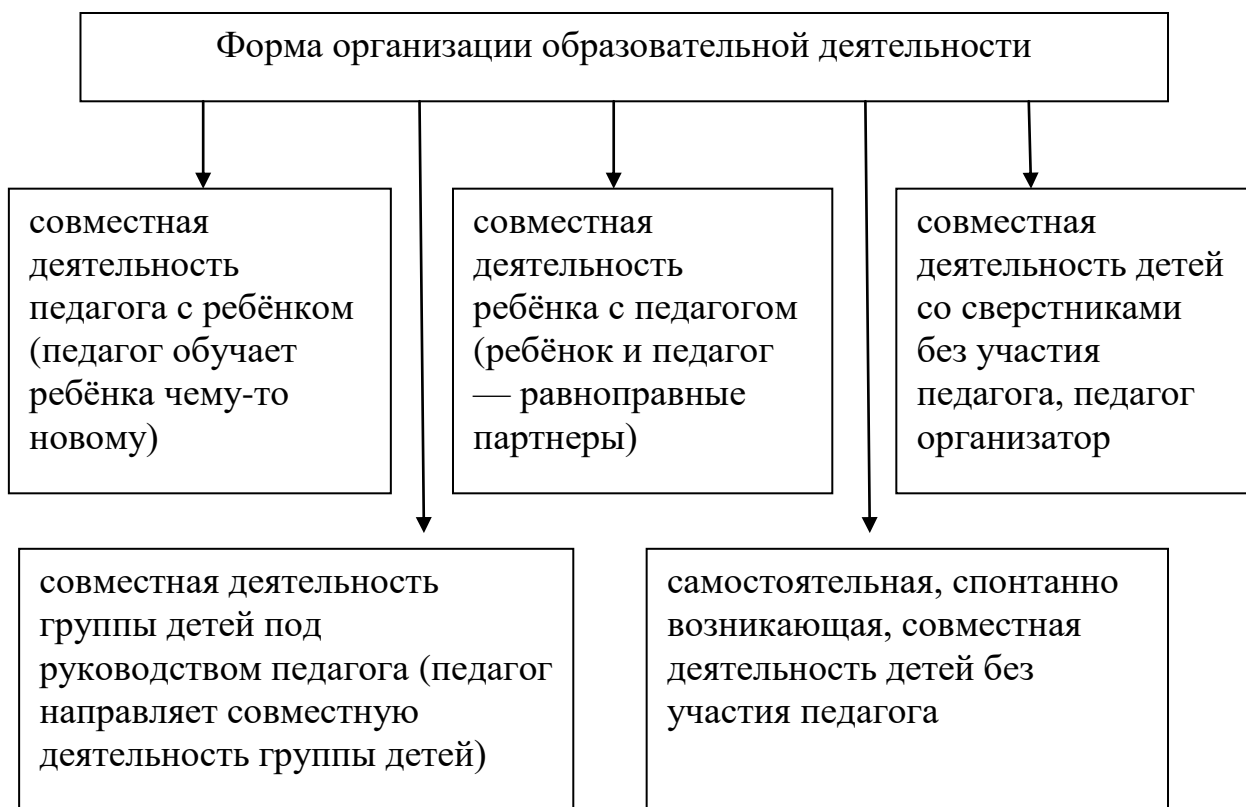 Форма организации образовательной деятельности
совместная
деятельность
педагога с ребёнком
(педагог обучает
ребёнка чему-то
новому)
совместная
деятельность
ребёнка с педагогом
(ребёнок и педагог
— равноправные
партнеры)
совместная
деятельность детей
со сверстниками
без участия
педагога, педагог
организатор
совместная деятельность
группы детей под
руководством педагога (педагог
направляет совместную
деятельность группы детей)
самостоятельная, спонтанно
возникающая, совместная
деятельность детей без
участия педагога